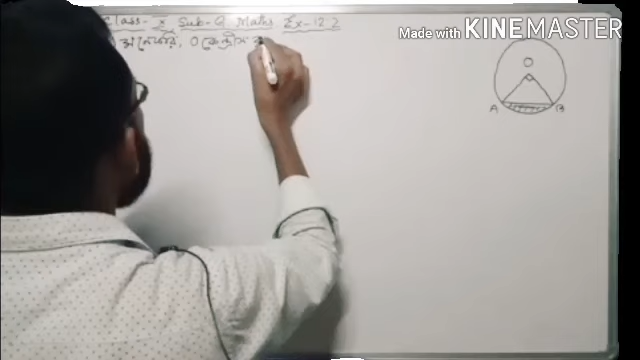 Made with KINEMASTER
Class- X Sub- G. Maths Ex- 12.2
O কেন্দ্ৰীয়
O
A B